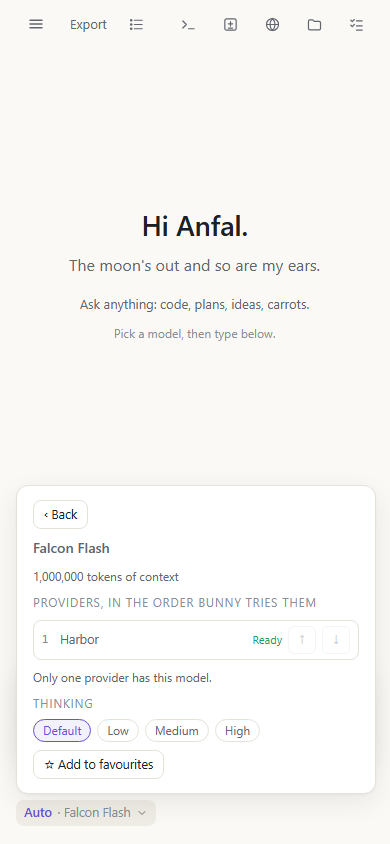 Export
Hi Anfal.
The moon's out and so are my ears.
Ask anything: code, plans, ideas, carrots.
Pick a model, then type below.
‹ Back
Falcon Flash
1,000,000 tokens of context
PROVIDERS, IN THE ORDER BUNNY TRIES THEM
1 Harbor Ready ↑ ↓
Only one provider has this model.
THINKING
Default Low Medium High
☆ Add to favourites
Auto · Falcon Flash